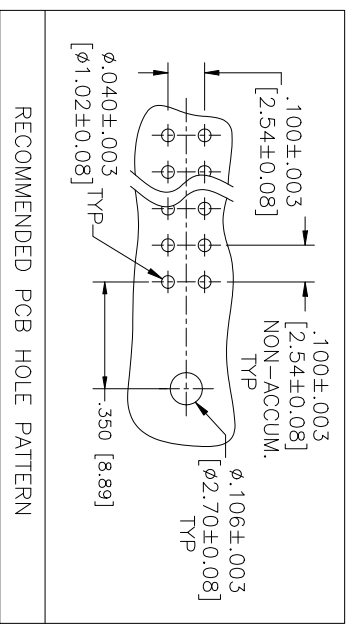 .100±.003
[2.54±0.08]
.100±.003
[2.54±0.08]
NON-ACCUM.
TYP
ø.040±.003
[ø1.02±0.08]
TYP
.350 [8.89]
ø.106±.003
[ø2.70±0.08]
TYP
RECOMMENDED PCB HOLE PATTERN